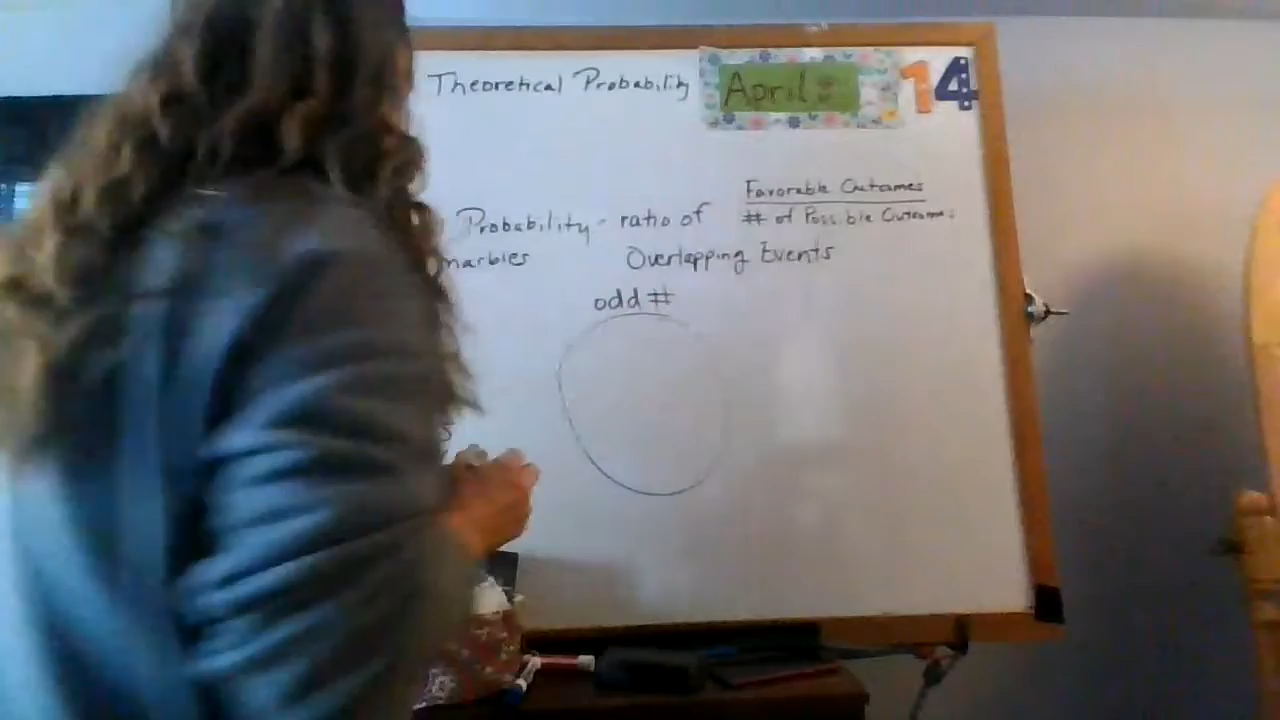 Theoretical Probability
April 14
Favorable Outcomes
Probability - ratio of # of Possible Outcomes
marbles Overlapping Events
odd #